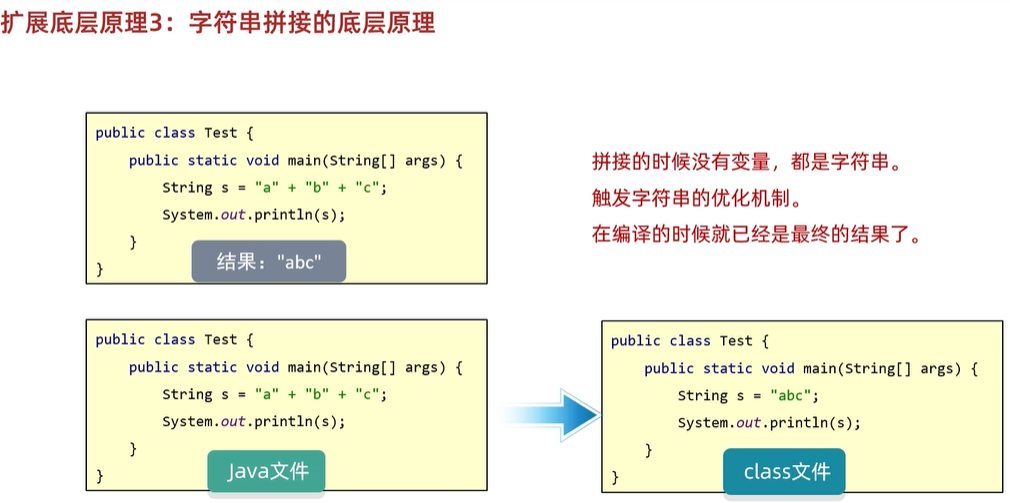 扩展底层原理3：字符串拼接的底层原理
public class Test {
public static void main(String[] args) {
String s = "a" + "b" + "c";
System.out.println(s);
}
}
结果："abc"
拼接的时候没有变量，都是字符串。
触发字符串的优化机制。
在编译的时候就已经是最终的结果了。
public class Test {
public static void main(String[] args) {
String s = "a" + "b" + "c";
System.out.println(s);
}
}
Java文件
public class Test {
public static void main(String[] args) {
String s = "abc";
System.out.println(s);
}
}
class文件